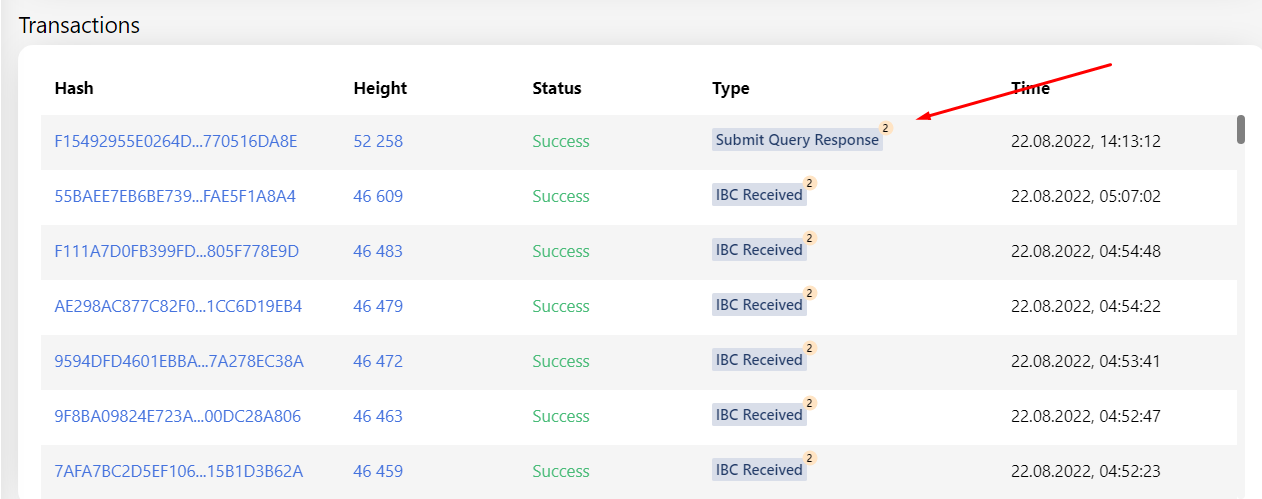 Transactions
Hash Height Status Type Time
F15492955E0264D...770516DA8E 52 258 Success Submit Query Response 2 22.08.2022, 14:13:12
55BAEE7EB6BE739...FAE5F1A8A4 46 609 Success IBC Received 2 22.08.2022, 05:07:02
F111A7D0FB399FD...805F778E9D 46 483 Success IBC Received 2 22.08.2022, 04:54:48
AE298AC877C82F0...1CC6D19EB4 46 479 Success IBC Received 2 22.08.2022, 04:54:22
9594DFD4601EBBA...7A278EC38A 46 472 Success IBC Received 2 22.08.2022, 04:53:41
9F8BA09824E723A...00DC28A806 46 463 Success IBC Received 2 22.08.2022, 04:52:47
7AFA7BC2D5EF106...15B1D3B62A 46 459 Success IBC Received 2 22.08.2022, 04:52:23